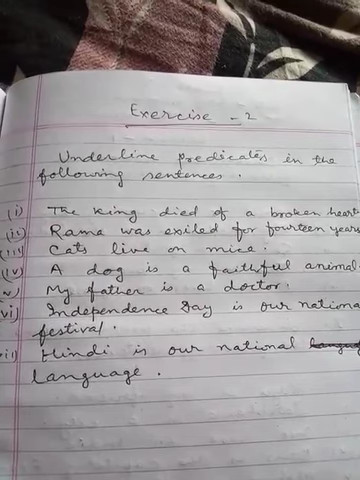 Exercise - 2
Underline predicates in the
following sentences.
(i) The king died of a broken heart
(ii) Rama was exiled for fourteen years
(iii) Cats live on mice.
(iv) A dog is a faithful animal.
v) My father is a doctor.
vi) Independence Day is our nationa
festival.
vii) Hindi is our national
language.